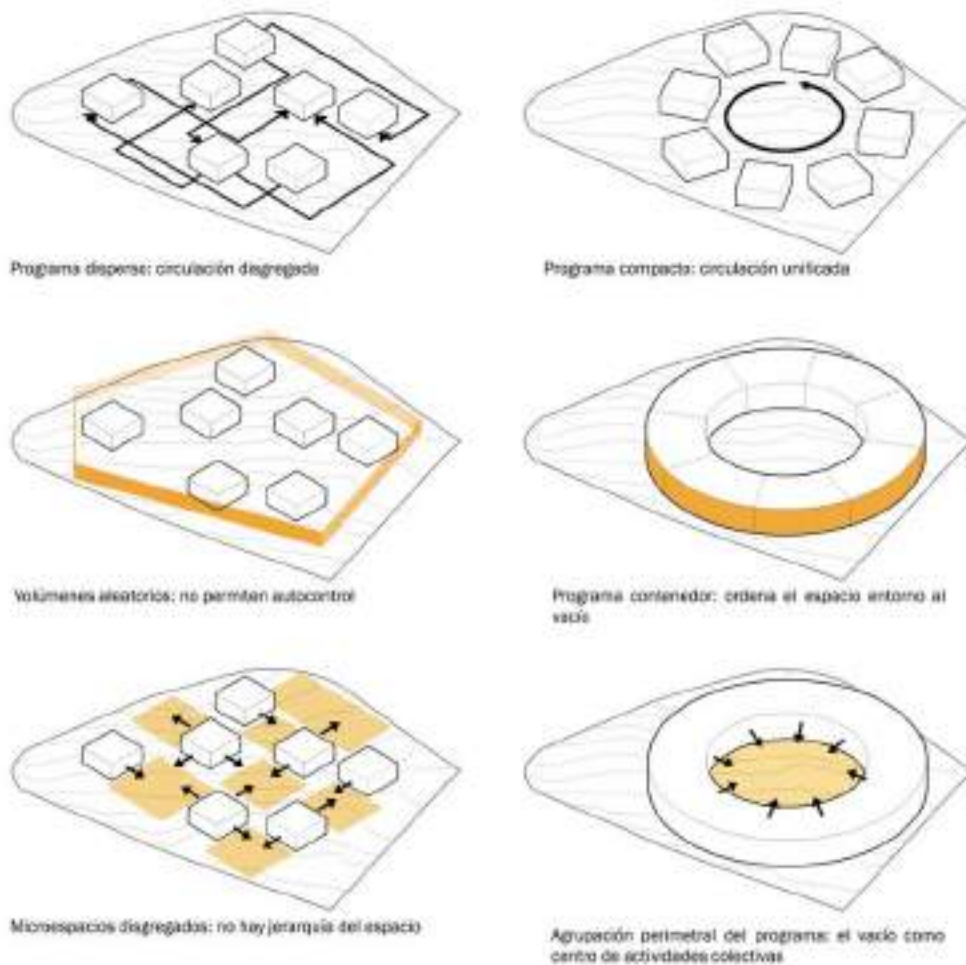 Programa disperso: circulación disgregada
Programa compacto: circulación unificada
Volúmenes aleatorios: no permiten autocontrol
Programa contenedor: ordena el espacio entorno al
vacío
Microespacios disgregados: no hay jerarquía del espacio
Agrupación perimetral del programa: el vacío como
centro de actividades colectivas